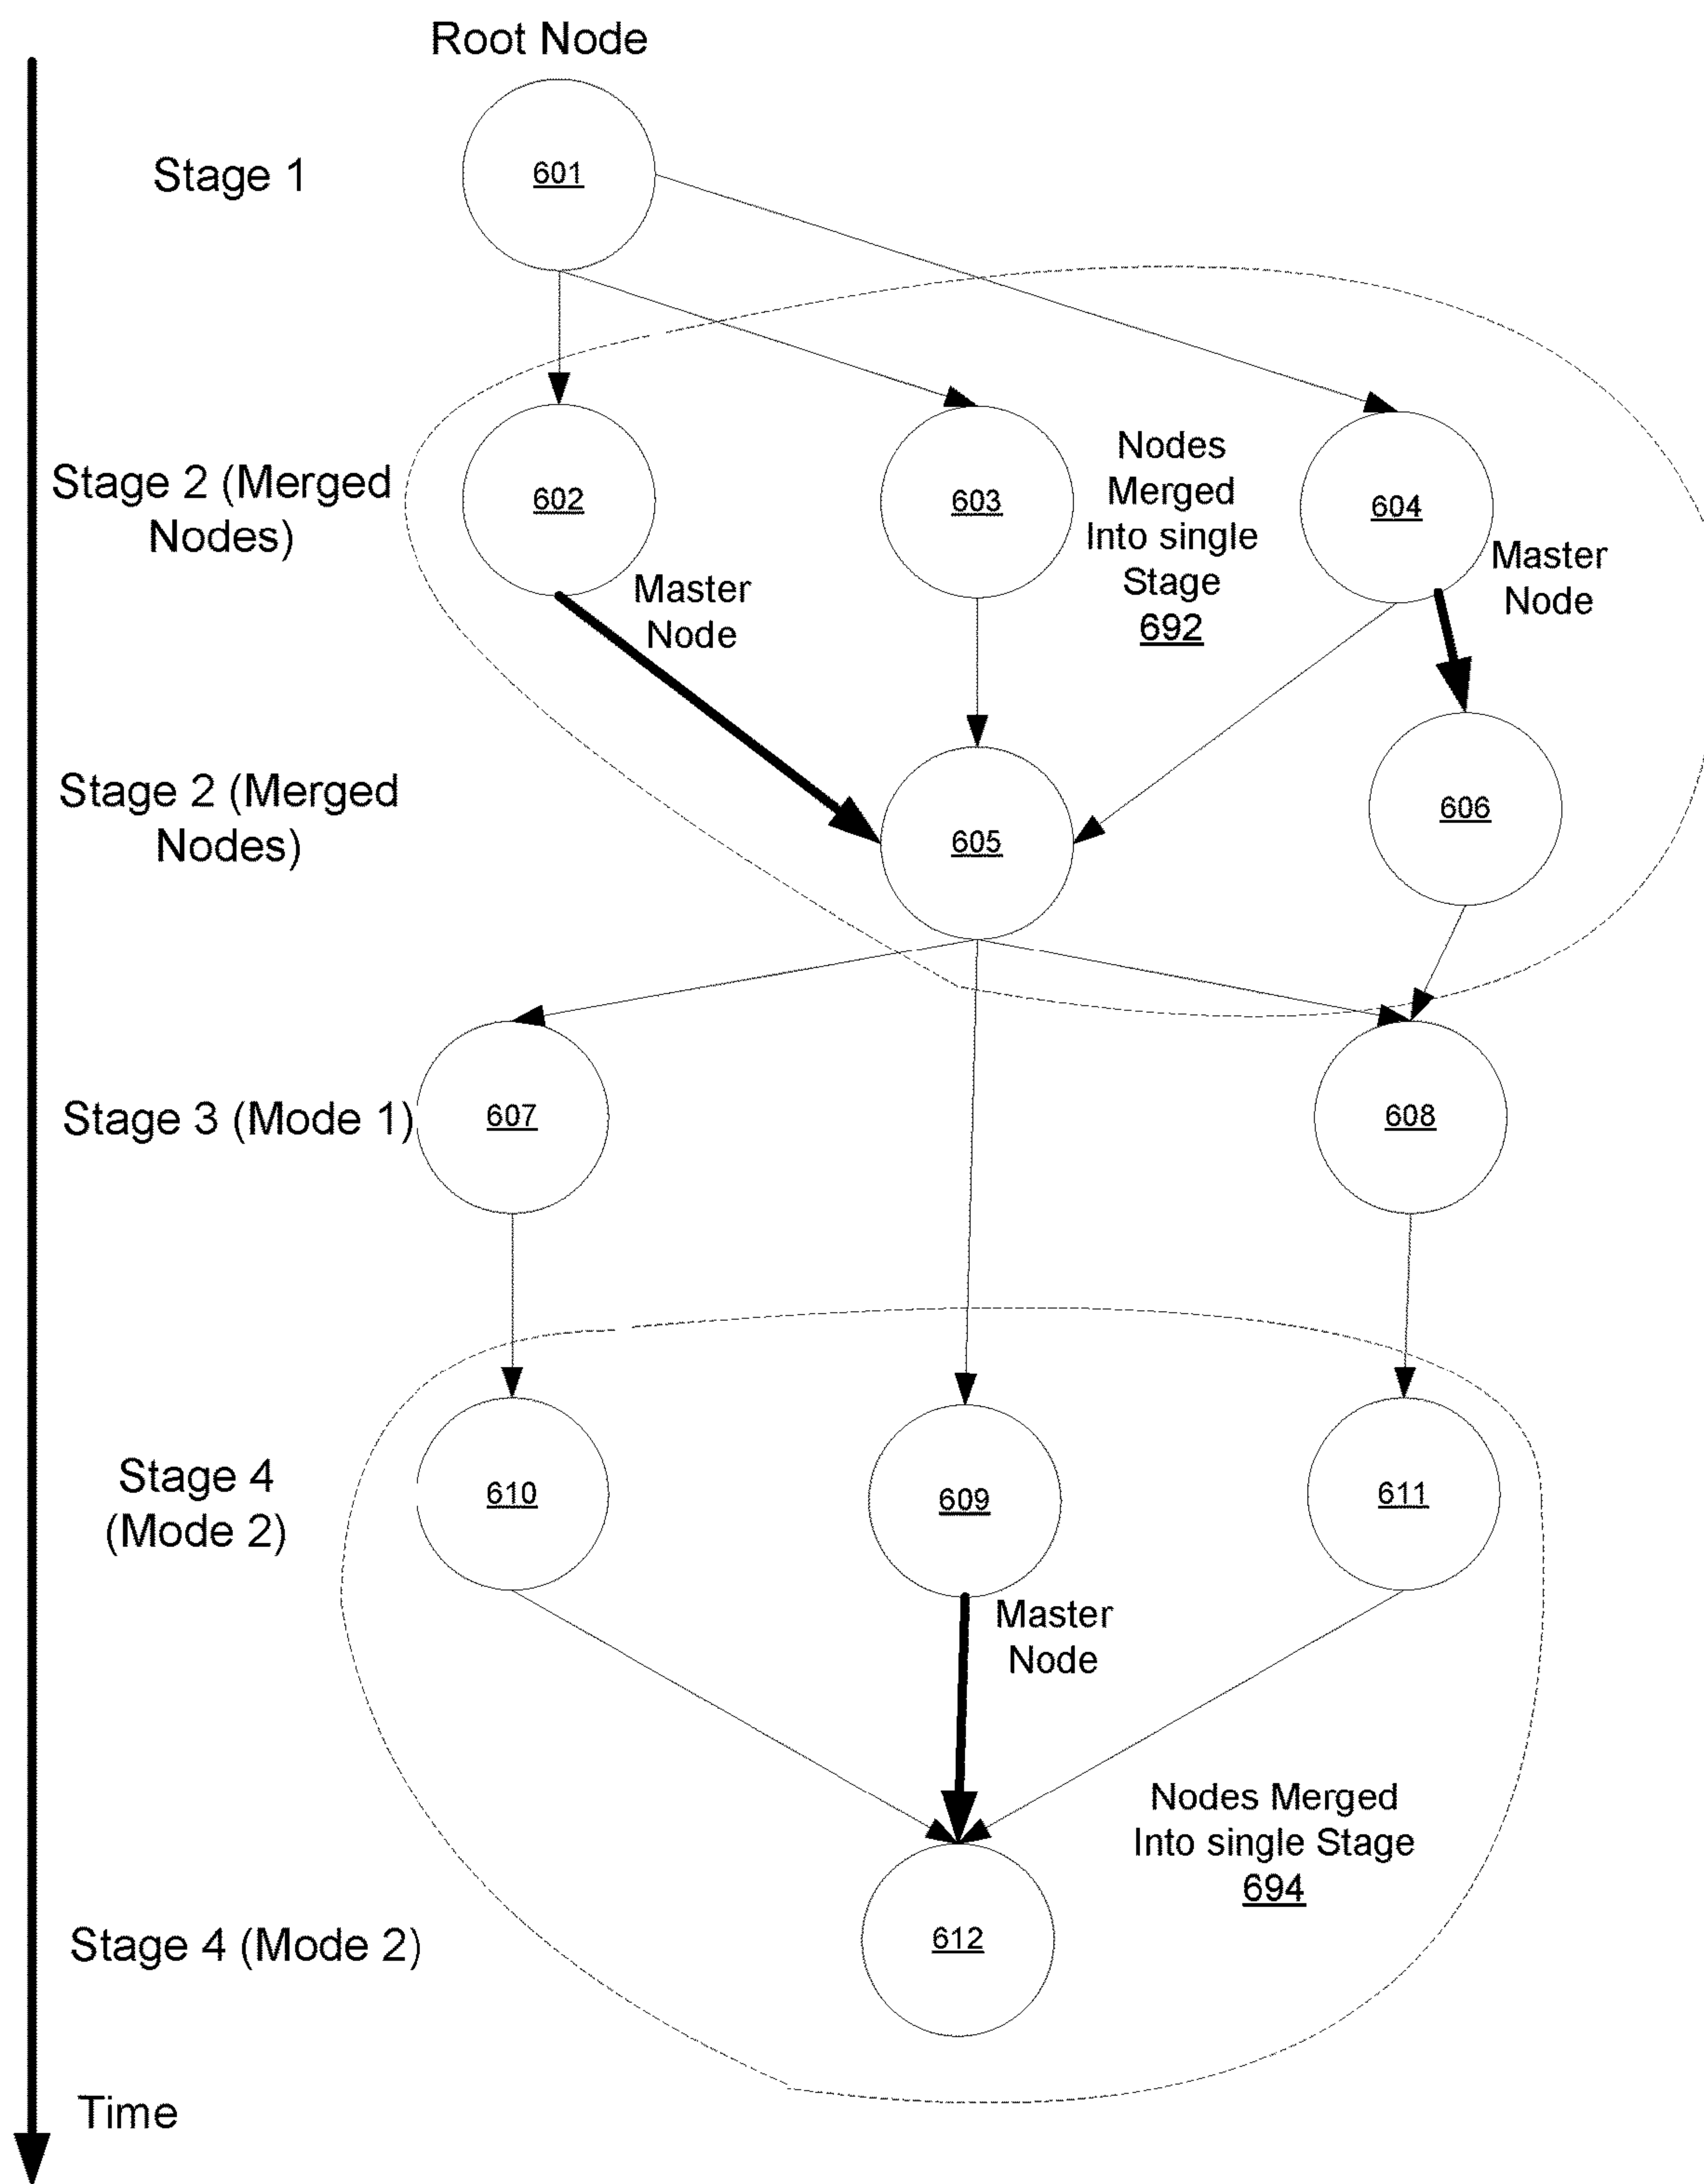 Root Node
Stage 1
601
Stage 2 (Merged
Nodes)
602
603
604
Nodes
Merged
Into single
Stage
692
Master
Node
Master
Node
Stage 2 (Merged
Nodes)
605
606
Stage 3 (Mode 1)
607
608
Stage 4
(Mode 2)
610
609
611
Master
Node
Nodes Merged
Into single Stage
694
Stage 4 (Mode 2)
612
Time